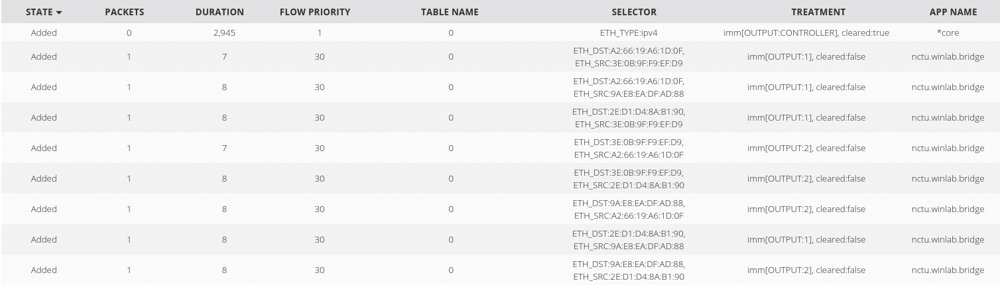 STATE PACKETS DURATION FLOW PRIORITY TABLE NAME SELECTOR TREATMENT APP NAME
Added 0 2,945 1 0 ETH_TYPE:ipv4 imm[OUTPUT:CONTROLLER], cleared:true *core
Added 1 7 30 0 ETH_DST:A2:66:19:A6:1D:0F, imm[OUTPUT:1], cleared:false nctu.winlab.bridge
ETH_SRC:3E:0B:9F:F9:EF:D9
Added 1 8 30 0 ETH_DST:A2:66:19:A6:1D:0F, imm[OUTPUT:1], cleared:false nctu.winlab.bridge
ETH_SRC:9A:E8:EA:DF:AD:88
Added 1 8 30 0 ETH_DST:2E:D1:D4:8A:B1:90, imm[OUTPUT:1], cleared:false nctu.winlab.bridge
ETH_SRC:3E:0B:9F:F9:EF:D9
Added 1 7 30 0 ETH_DST:3E:0B:9F:F9:EF:D9, imm[OUTPUT:2], cleared:false nctu.winlab.bridge
ETH_SRC:A2:66:19:A6:1D:0F
Added 1 8 30 0 ETH_DST:3E:0B:9F:F9:EF:D9, imm[OUTPUT:2], cleared:false nctu.winlab.bridge
ETH_SRC:2E:D1:D4:8A:B1:90
Added 1 8 30 0 ETH_DST:9A:E8:EA:DF:AD:88, imm[OUTPUT:2], cleared:false nctu.winlab.bridge
ETH_SRC:A2:66:19:A6:1D:0F
Added 1 8 30 0 ETH_DST:2E:D1:D4:8A:B1:90, imm[OUTPUT:1], cleared:false nctu.winlab.bridge
ETH_SRC:9A:E8:EA:DF:AD:88
Added 1 8 30 0 ETH_DST:9A:E8:EA:DF:AD:88, imm[OUTPUT:2], cleared:false nctu.winlab.bridge
ETH_SRC:2E:D1:D4:8A:B1:90